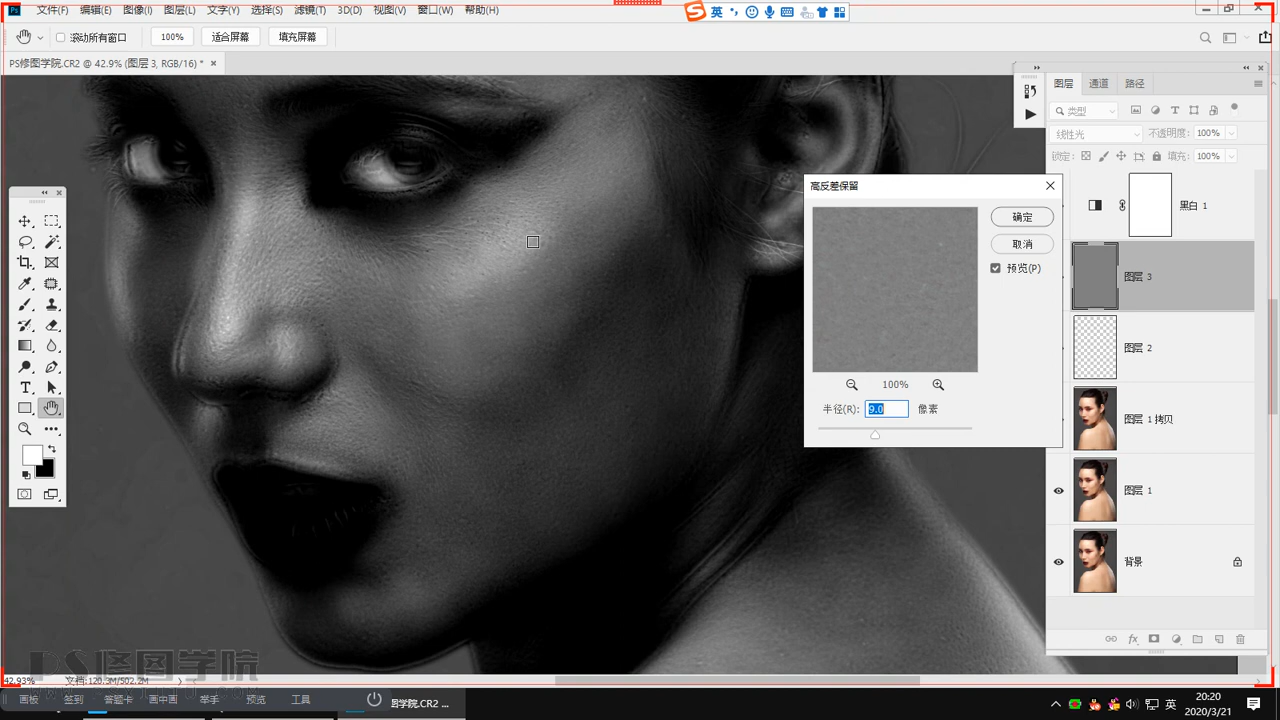 文件(F) 编辑(E) 图像(I) 图层(L) 文字(Y) 选择(S) 滤镜(T) 3D(D) 视图(V) 窗口(W) 帮助(H)
英
滚动所有窗口 100% 适合屏幕 填充屏幕
PS修图学院.CR2 @ 42.9% (图层 3, RGB/16) *
图层 通道 路径
类型
线性光 不透明度: 100%
锁定: 填充: 100%
黑白 1
图层 3
图层 2
图层 1 拷贝
图层 1
背景
高反差保留
确定
取消
预览(P)
100%
半径(R): 9.0 像素
PS修图学院
42.93% 文档:120.3M/502.2M
画板 签到 答题卡 画中画 举手 预览 工具
图学院.CR2 ...
英
20:20
2020/3/21